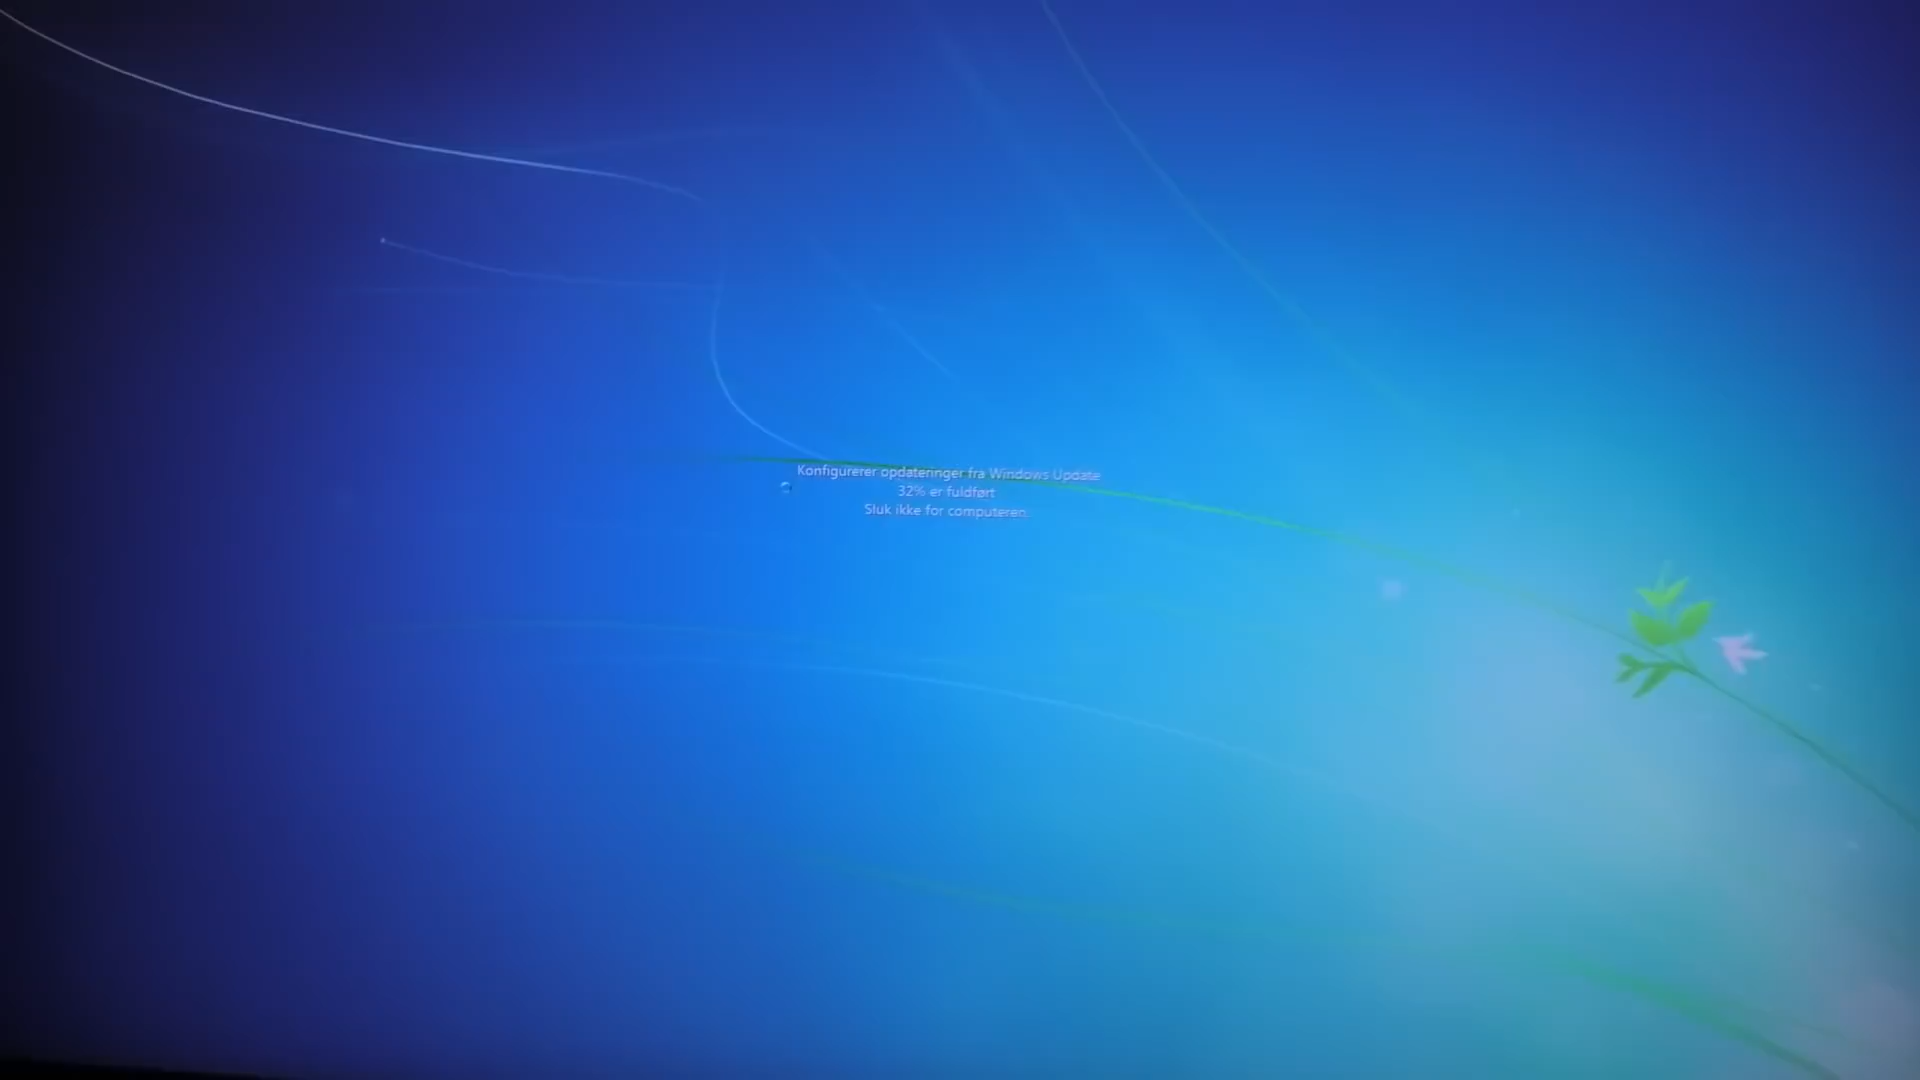 Konfigurerer opdateringer fra Windows Update
32% er fuldført
Sluk ikke for computeren.